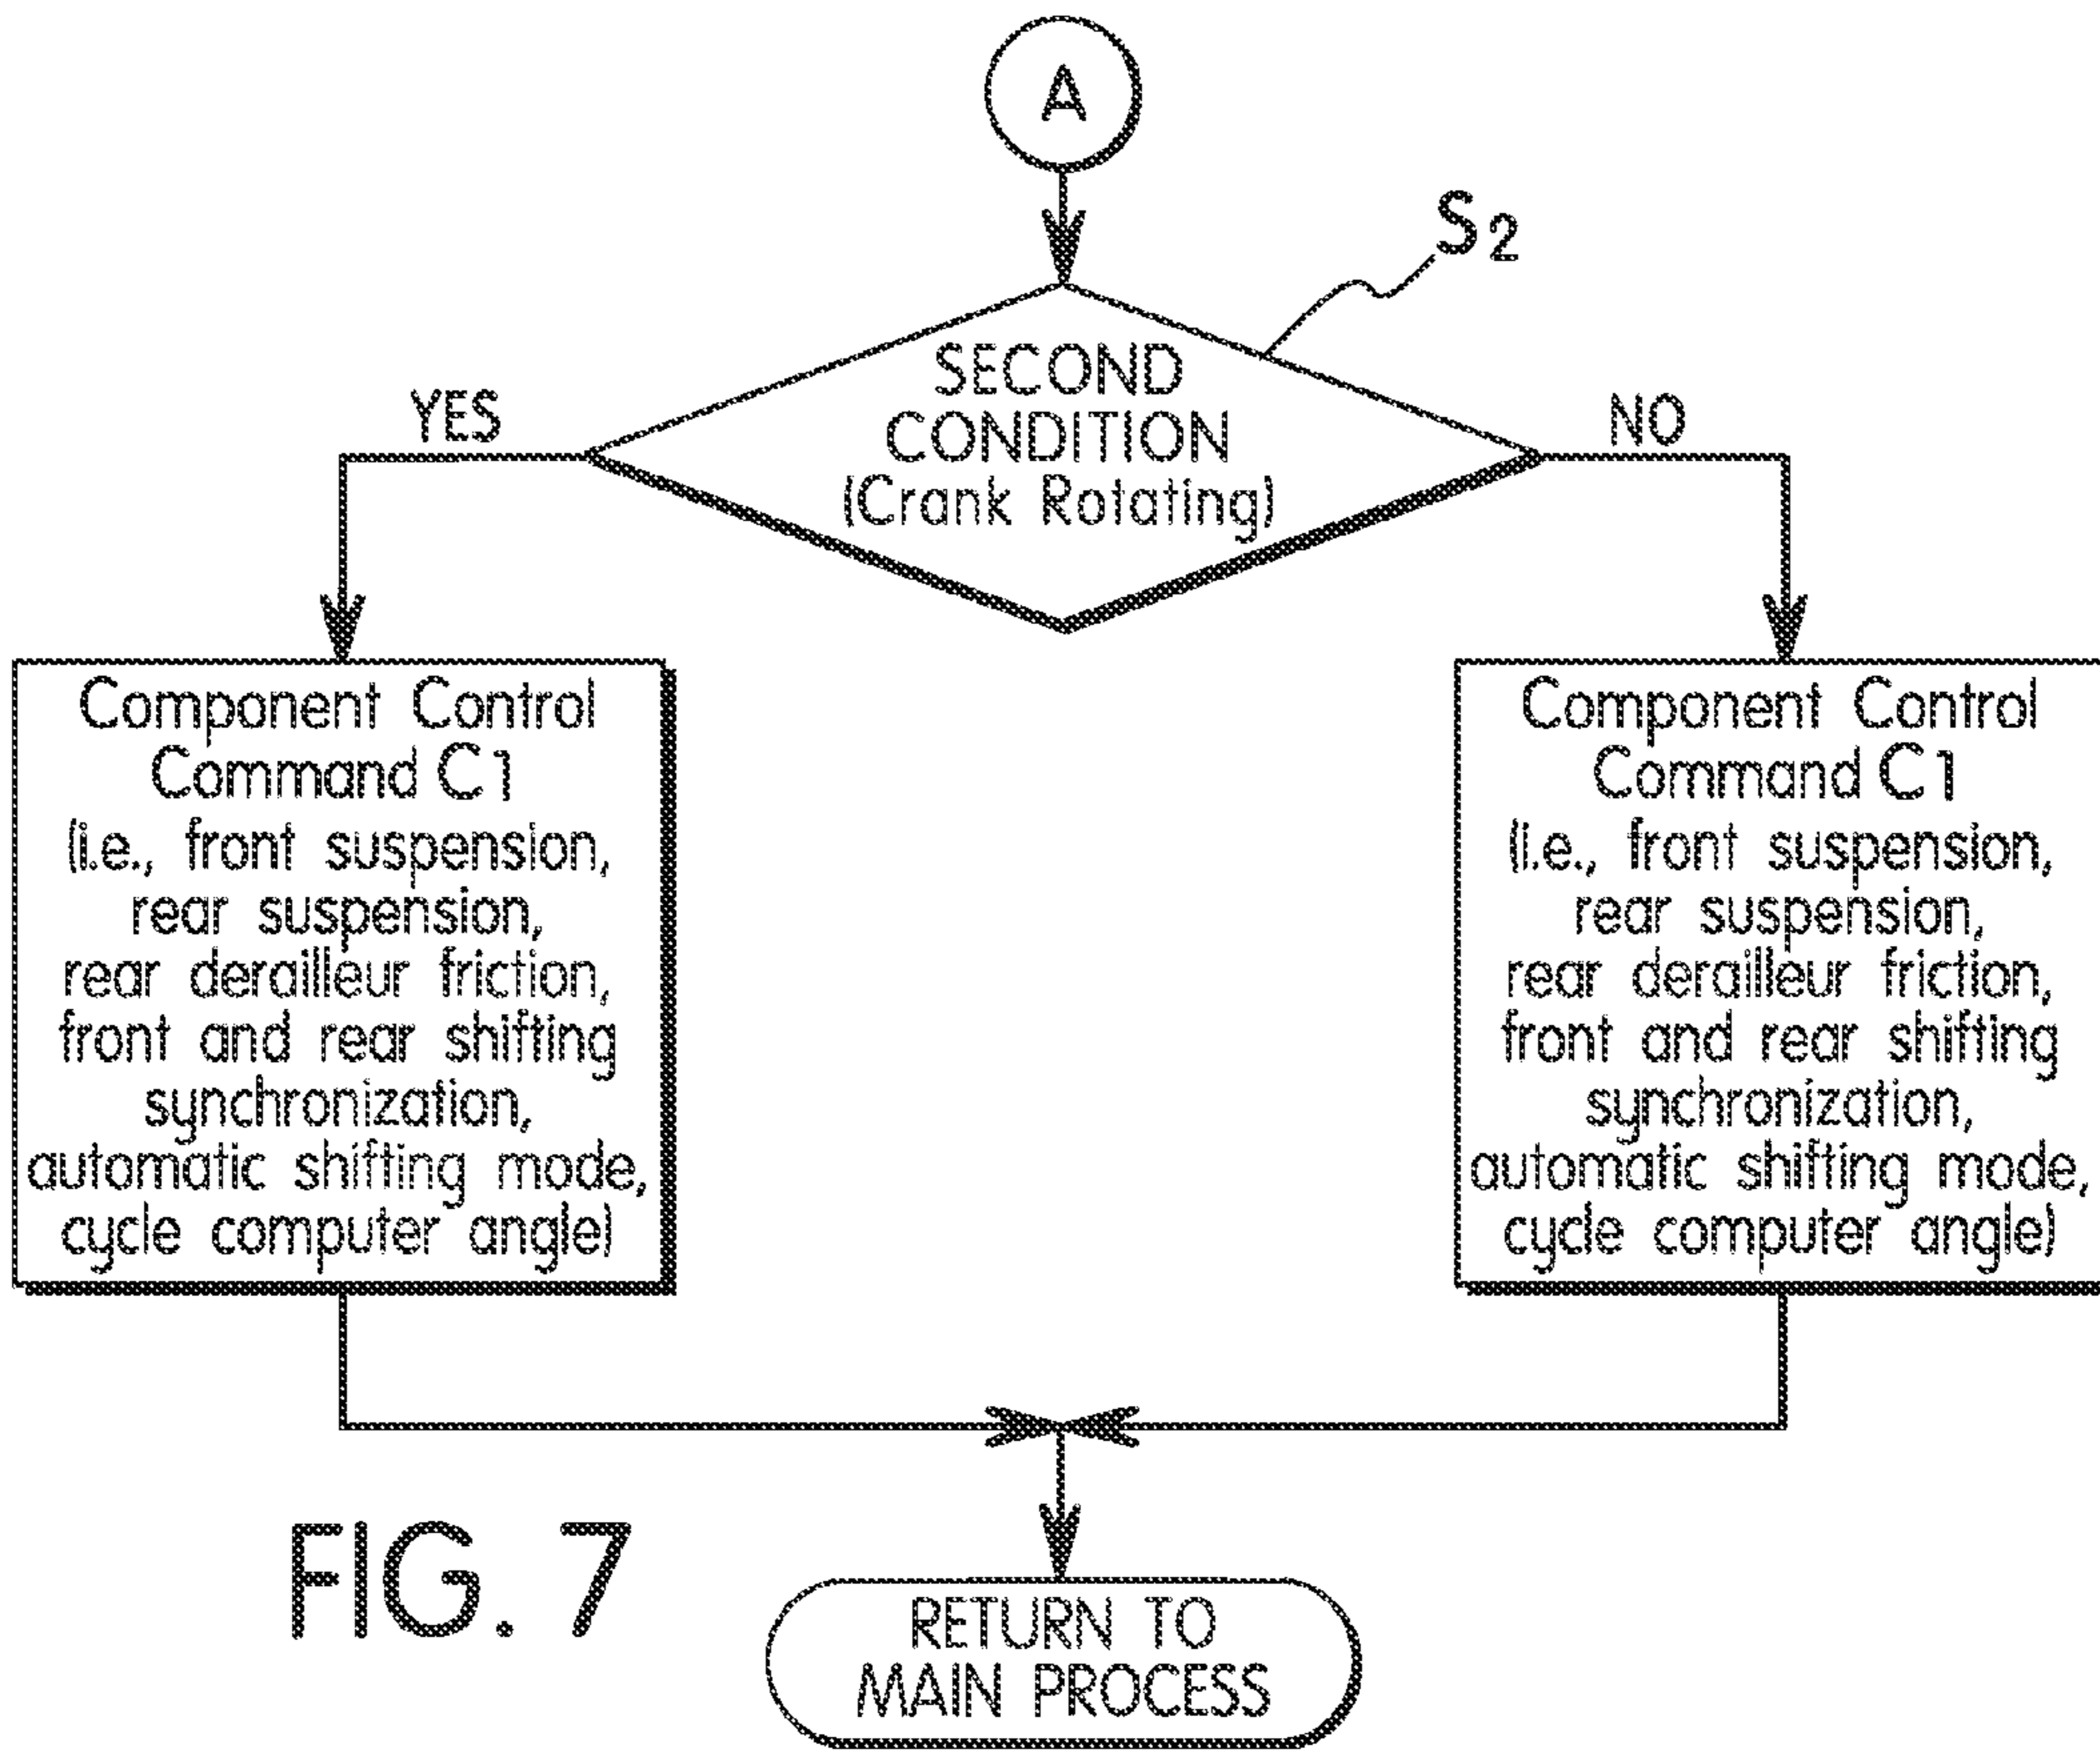 A
S2
SECOND
CONDITION
(Crank Rotating)
YES
NO
Component Control
Command C1
(i.e., front suspension,
rear suspension,
rear derailleur friction,
front and rear shifting
synchronization,
automatic shifting mode,
cycle computer angle)
Component Control
Command C1
(i.e., front suspension,
rear suspension,
rear derailleur friction,
front and rear shifting
synchronization,
automatic shifting mode,
cycle computer angle)
FIG. 7
RETURN TO
MAIN PROCESS